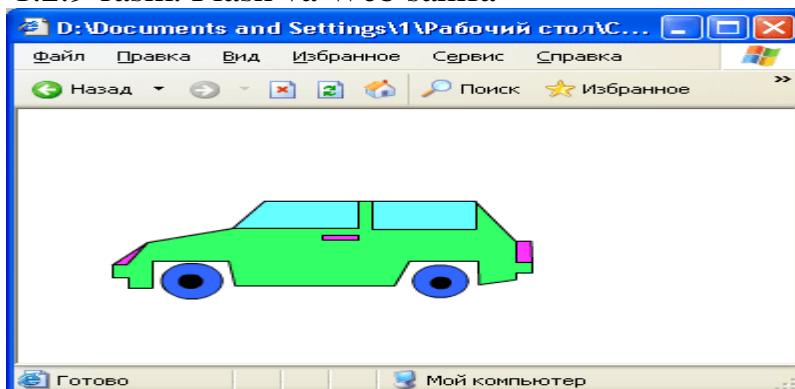 D:\Documents and Settings\1\Рабочий стол\С...
Файл Правка Вид Избранное Сервис Справка
Назад Поиск Избранное »
Готово Мой компьютер